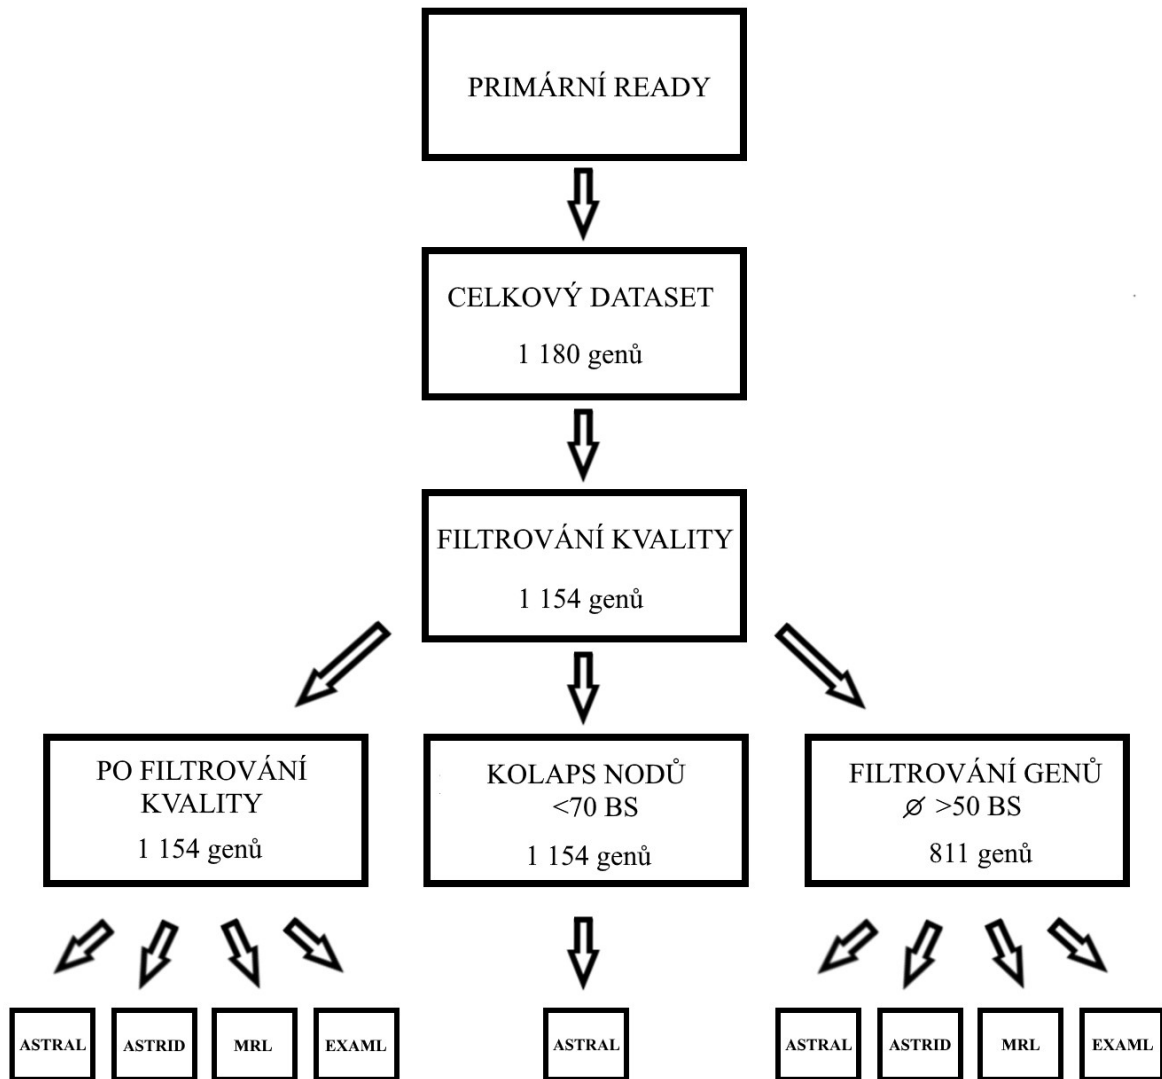 PRIMÁRNÍ READY
CELKOVÝ DATASET
1 180 genů
FILTROVÁNÍ KVALITY
1 154 genů
PO FILTROVÁNÍ
KVALITY
1 154 genů
KOLAPS NODŮ
<70 BS
1 154 genů
FILTROVÁNÍ GENŮ
⌀ >50 BS
811 genů
ASTRAL
ASTRID
MRL
EXAML
ASTRAL
ASTRAL
ASTRID
MRL
EXAML